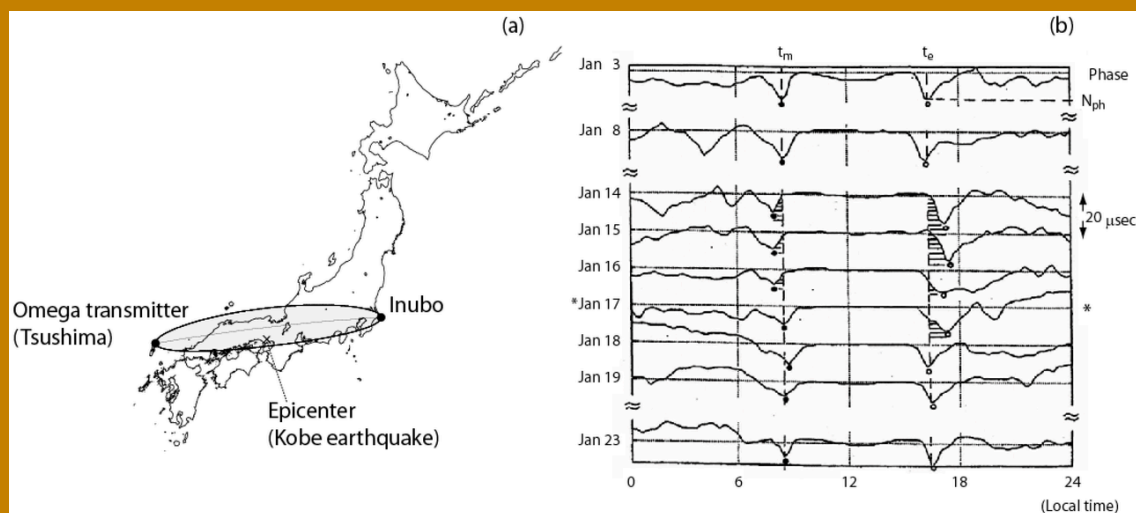 (a)
Omega transmitter
(Tsushima)
Inubo
Epicenter
(Kobe earthquake)
(b)
tm
te
Jan 3
Phase
Nph
Jan 8
Jan 14
20 μsec
Jan 15
Jan 16
*Jan 17
*
Jan 18
Jan 19
Jan 23
0 6 12 18 24
(Local time)